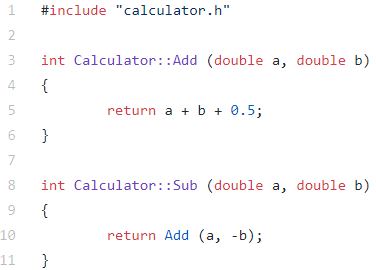 1 #include "calculator.h"
2
3 int Calculator::Add (double a, double b)
4 {
5         return a + b + 0.5;
6 }
7
8 int Calculator::Sub (double a, double b)
9 {
10         return Add (a, -b);
11 }